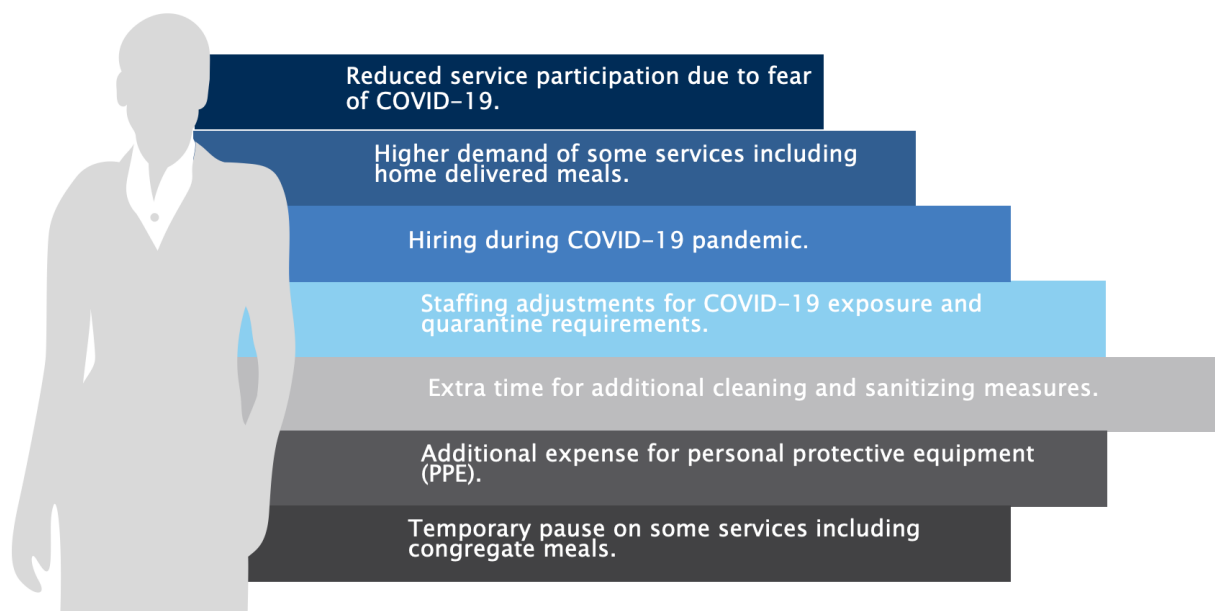 Reduced service participation due to fear
of COVID-19.
Higher demand of some services including
home delivered meals.
Hiring during COVID-19 pandemic.
Staffing adjustments for COVID-19 exposure and
quarantine requirements.
Extra time for additional cleaning and sanitizing measures.
Additional expense for personal protective equipment
(PPE).
Temporary pause on some services including
congregate meals.